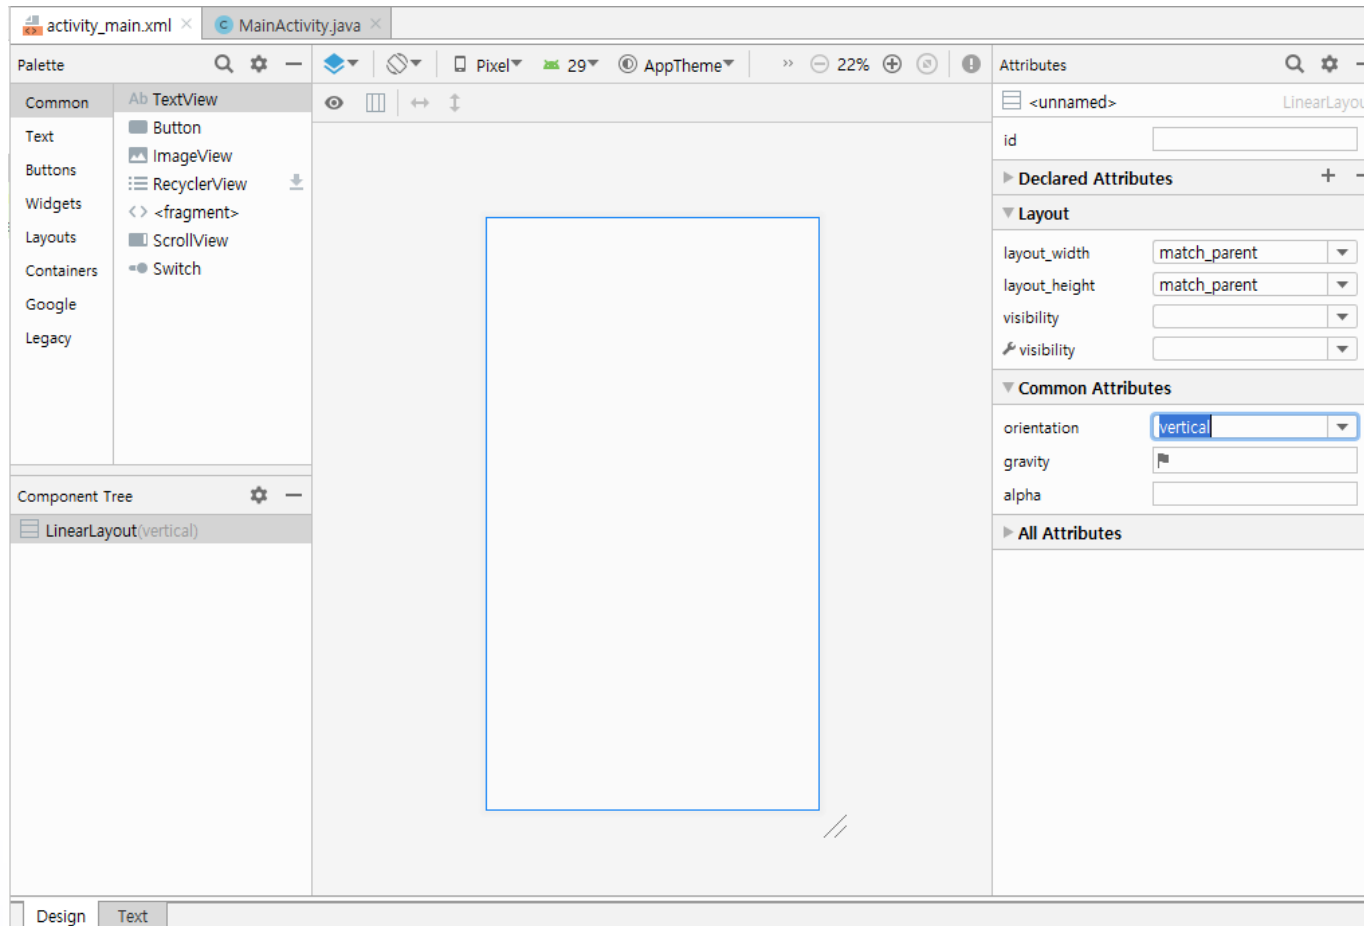 activity_main.xml
MainActivity.java
Palette
Common
Text
Buttons
Widgets
Layouts
Containers
Google
Legacy
Ab TextView
Button
ImageView
RecyclerView
<fragment>
ScrollView
Switch
Component Tree
LinearLayout(vertical)
Pixel 29 AppTheme » 22%
Attributes
<unnamed> LinearLayou
id
Declared Attributes
Layout
layout_width match_parent
layout_height match_parent
visibility
visibility
Common Attributes
orientation vertical
gravity
alpha
All Attributes
Design Text